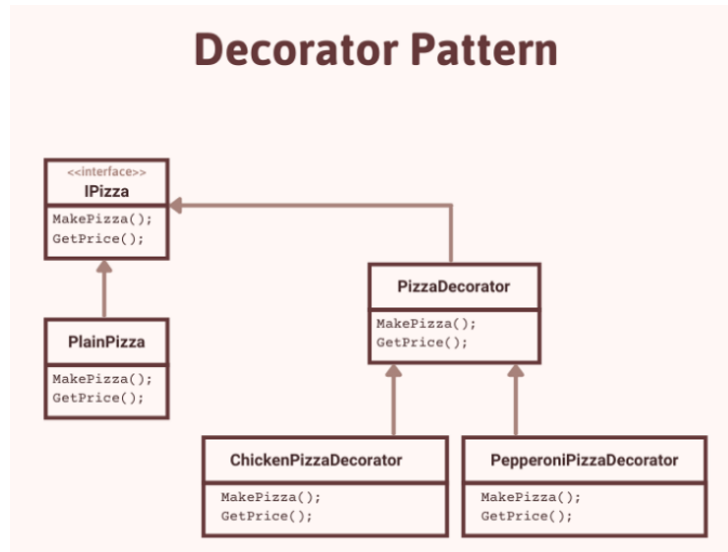 Decorator Pattern
<<interface>>
IPizza
MakePizza();
GetPrice();
PizzaDecorator
MakePizza();
GetPrice();
PlainPizza
MakePizza();
GetPrice();
ChickenPizzaDecorator
MakePizza();
GetPrice();
PepperoniPizzaDecorator
MakePizza();
GetPrice();